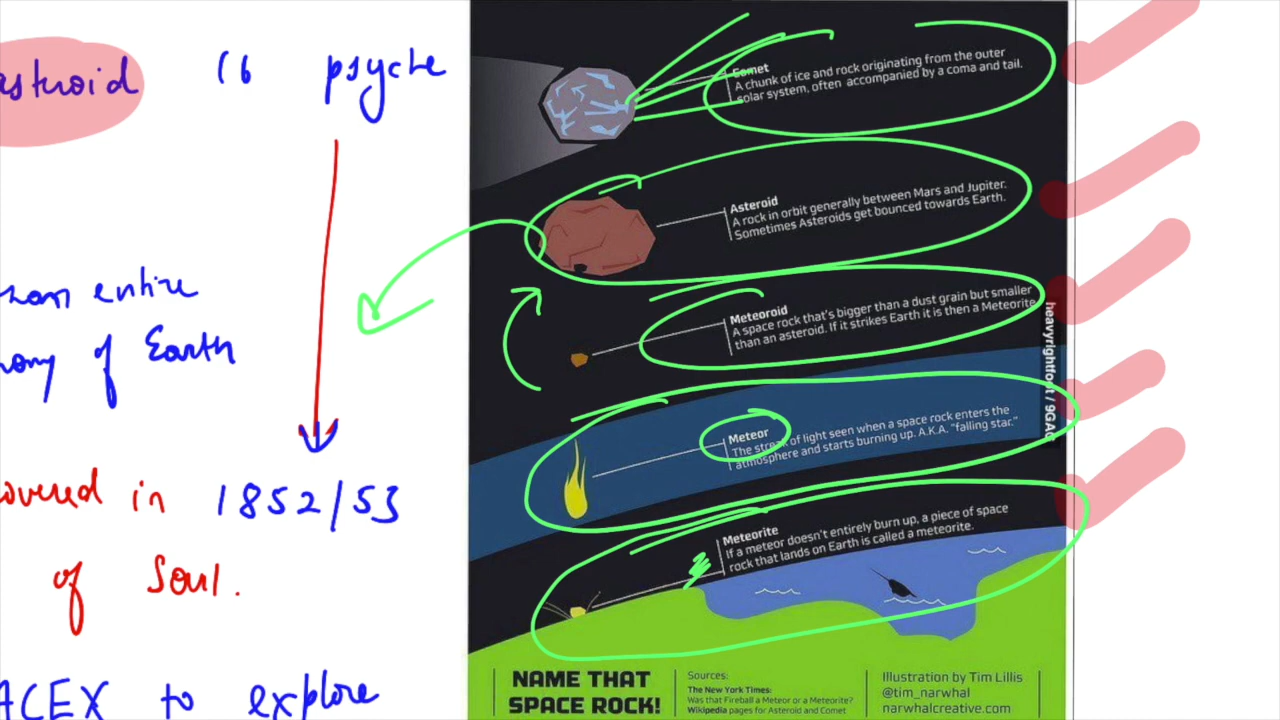 asteroid 16 psyche
entire
of Earth
in 1852/53
of Soul.
ACEX to explore
Comet
A chunk of ice and rock originating from the outer
solar system, often accompanied by a coma and tail.
Asteroid
A rock in orbit generally between Mars and Jupiter.
Sometimes Asteroids get bounced towards Earth.
Meteoroid
A space rock that's bigger than a dust grain but smaller
than an asteroid. If it strikes Earth it is then a Meteorite
Meteor
The streak of light seen when a space rock enters the
atmosphere and starts burning up. A.K.A. "falling star."
Meteorite
If a meteor doesn't entirely burn up, a piece of space
rock that lands on Earth is called a meteorite.
heavyrightfoot / 9GAG
NAME THAT
SPACE ROCK!
Sources:
The New York Times:
Was that Fireball a Meteor or a Meteorite?
Wikipedia pages for Asteroid and Comet
Illustration by Tim Lillis
@tim_narwhal
narwhalcreative.com